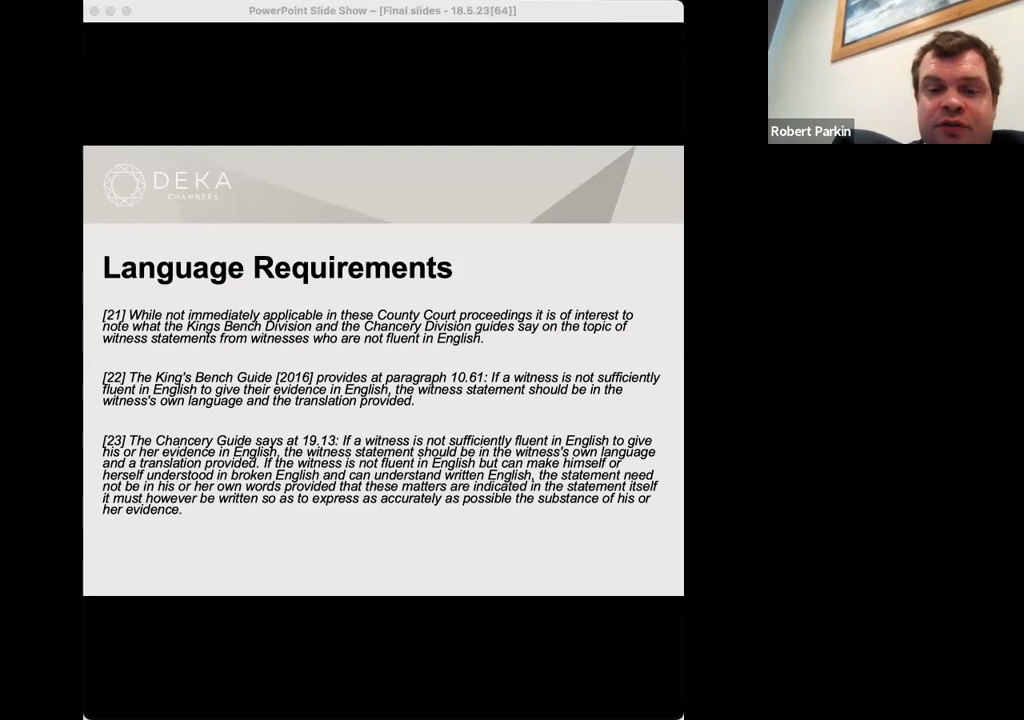 PowerPoint Slide Show – [Final slides - 18.5.23[64]]
Robert Parkin
DEKA
CHAMBERS
Language Requirements
[21] While not immediately applicable in these County Court proceedings it is of interest to
note what the Kings Bench Division and the Chancery Division guides say on the topic of
witness statements from witnesses who are not fluent in English.
[22] The King's Bench Guide [2016] provides at paragraph 10.61: If a witness is not sufficiently
fluent in English to give their evidence in English, the witness statement should be in the
witness's own language and the translation provided.
[23] The Chancery Guide says at 19.13: If a witness is not sufficiently fluent in English to give
his or her evidence in English, the witness statement should be in the witness's own language
and a translation provided. If the witness is not fluent in English but can make himself or
herself understood in broken English and can understand written English, the statement need
not be in his or her own words provided that these matters are indicated in the statement itself
it must however be written so as to express as accurately as possible the substance of his or
her evidence.